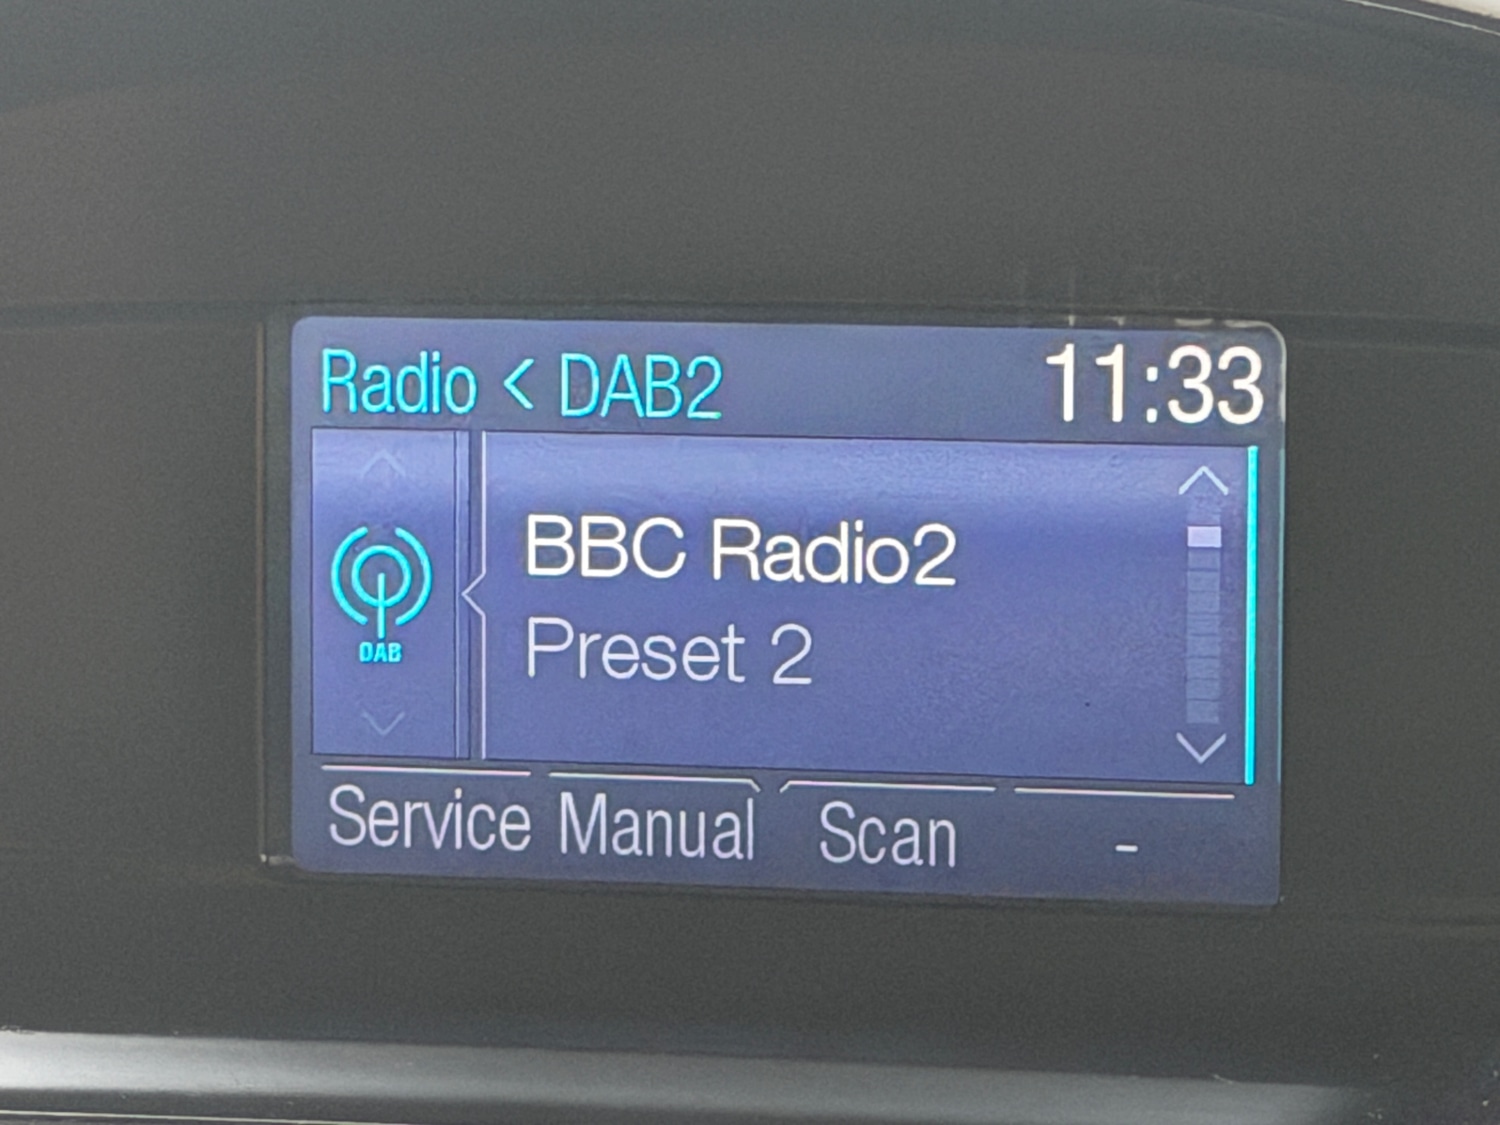 Radio < DAB2
11:33
DAB
BBC Radio2
Preset 2
Service Manual Scan -